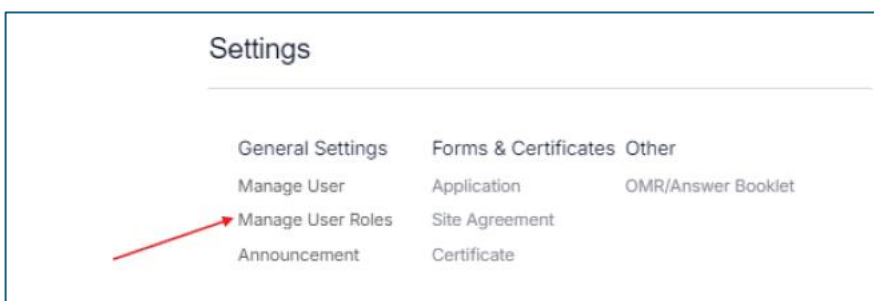 Settings
General Settings Forms & Certificates Other
Manage User Application OMR/Answer Booklet
Manage User Roles Site Agreement
Announcement Certificate